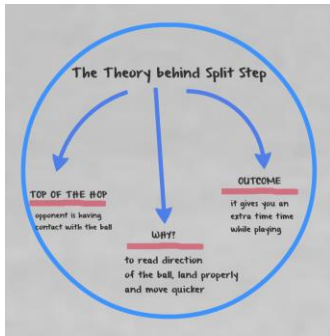 The Theory behind Split Step
TOP OF THE HOP
opponent is having
contact with the ball
WHY?
to read direction
of the ball, land properly
and move quicker
OUTCOME
it gives you an
extra time time
while playing